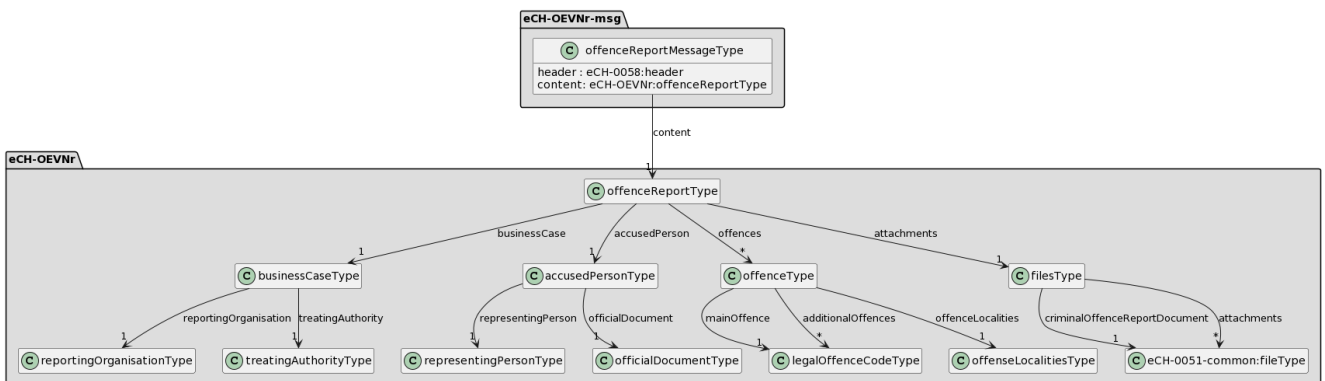 eCH-OEVNr-msg
C offenceReportMessageType
header : eCH-0058:header
content: eCH-OEVNr:offenceReportType
content
1
eCH-OEVNr
C offenceReportType
businessCase
accusedPerson
offences
attachments
1
1
*
1
C businessCaseType
C accusedPersonType
C offenceType
C filesType
reportingOrganisation
treatingAuthority
representingPerson
officialDocument
mainOffence
additionalOffences
offenceLocalities
criminalOffenceReportDocument
attachments
1
1
1
1
1
*
1
1
*
C reportingOrganisationType
C treatingAuthorityType
C representingPersonType
C officialDocumentType
C legalOffenceCodeType
C offenseLocalitiesType
C eCH-0051-common:fileType